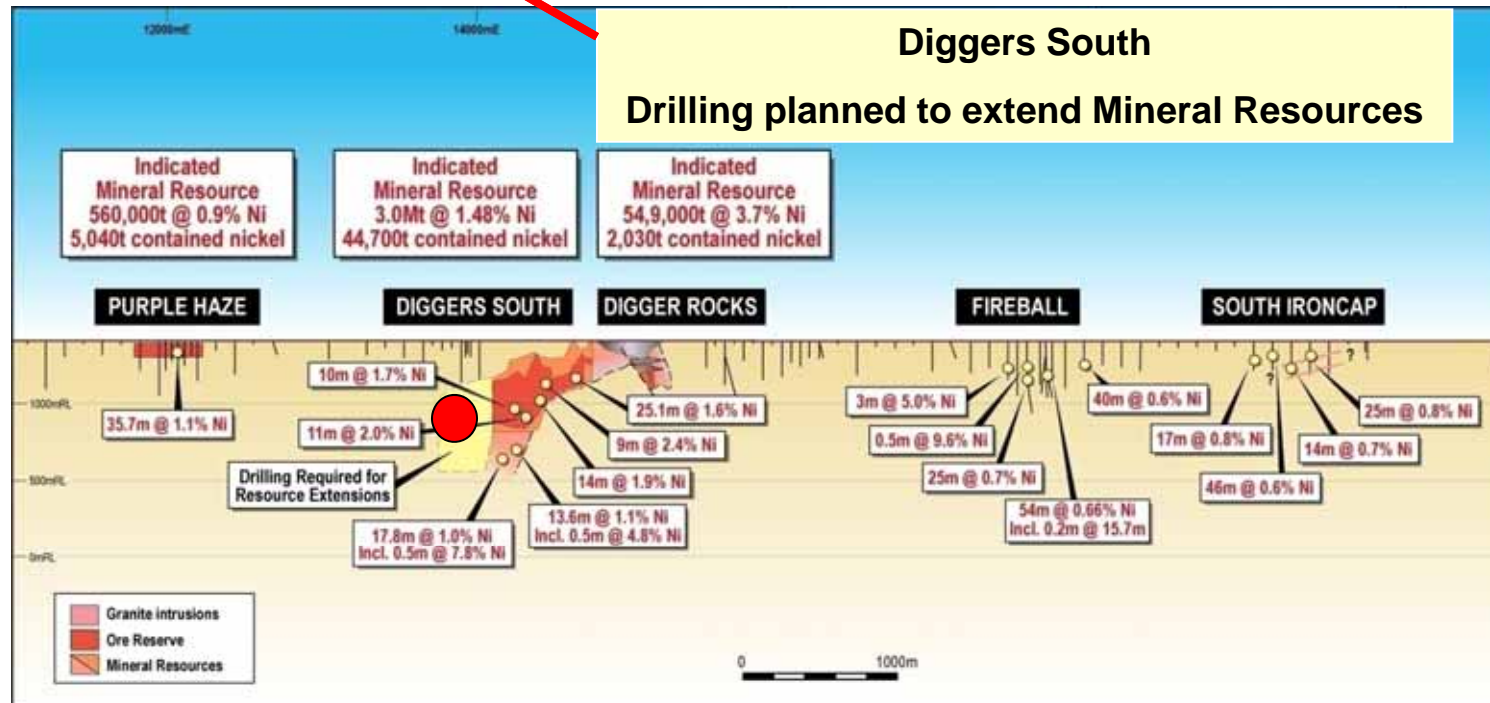 12000mE
14000mE
Diggers South
Drilling planned to extend Mineral Resources
Indicated
Mineral Resource
560,000t @ 0.9% Ni
5,040t contained nickel
Indicated
Mineral Resource
3.0Mt @ 1.48% Ni
44,700t contained nickel
Indicated
Mineral Resource
54,9,000t @ 3.7% Ni
2,030t contained nickel
PURPLE HAZE
DIGGERS SOUTH
DIGGER ROCKS
FIREBALL
SOUTH IRONCAP
1000mRL
500mRL
0mRL
35.7m @ 1.1% Ni
10m @ 1.7% Ni
11m @ 2.0% Ni
Drilling Required for
Resource Extensions
17.8m @ 1.0% Ni
Incl. 0.5m @ 7.8% Ni
13.6m @ 1.1% Ni
Incl. 0.5m @ 4.8% Ni
14m @ 1.9% Ni
9m @ 2.4% Ni
25.1m @ 1.6% Ni
3m @ 5.0% Ni
0.5m @ 9.6% Ni
25m @ 0.7% Ni
54m @ 0.66% Ni
Incl. 0.2m @ 15.7m
40m @ 0.6% Ni
17m @ 0.8% Ni
46m @ 0.6% Ni
14m @ 0.7% Ni
25m @ 0.8% Ni
?
?
Granite intrusions
Ore Reserve
Mineral Resources
0
1000m